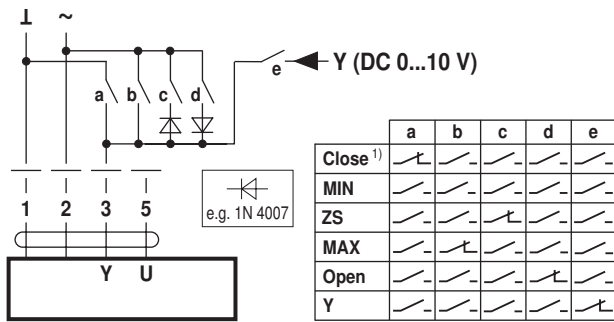 ⊥ ~
e Y (DC 0...10 V)
a b c d
1 2 3 5
e.g. 1N 4007
Y U
a b c d e
Close 1)
MIN
ZS
MAX
Open
Y